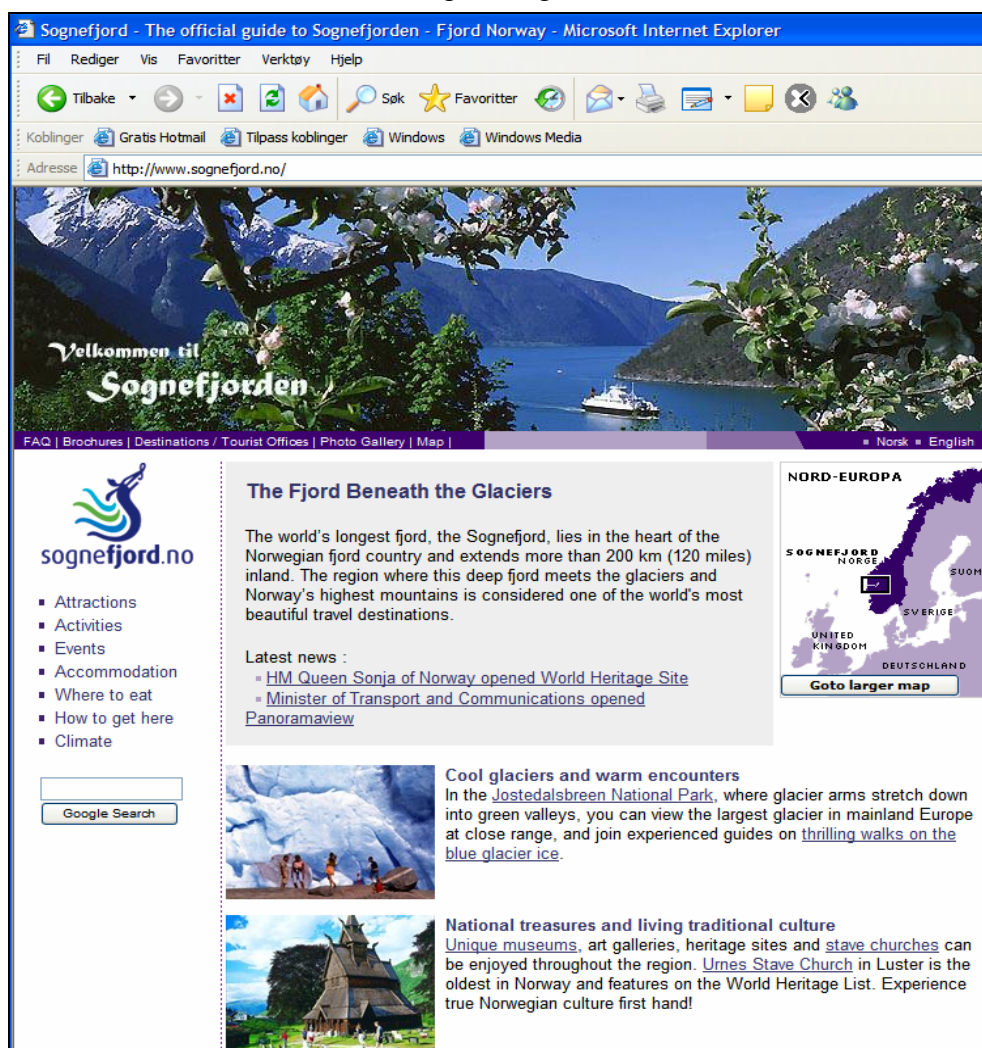 Sognefjord - The official guide to Sognefjorden - Fjord Norway - Microsoft Internet Explorer
Fil Rediger Vis Favoritter Verktøy Hjelp
Tilbake Søk Favoritter
Koblinger Gratis Hotmail Tilpass koblinger Windows Windows Media
Adresse http://www.sognefjord.no/
Velkommen til
Sognefjorden
FAQ | Brochures | Destinations / Tourist Offices | Photo Gallery | Map |
Norsk English
sognefjord.no
Attractions
Activities
Events
Accommodation
Where to eat
How to get here
Climate
Google Search
The Fjord Beneath the Glaciers
The world's longest fjord, the Sognefjord, lies in the heart of the
Norwegian fjord country and extends more than 200 km (120 miles)
inland. The region where this deep fjord meets the glaciers and
Norway's highest mountains is considered one of the world's most
beautiful travel destinations.
Latest news :
HM Queen Sonja of Norway opened World Heritage Site
Minister of Transport and Communications opened
Panoramaview
NORD-EUROPA
SOGNEFJORD
NORGE
SUOM
SVERIGE
UNITED
KINGDOM
DEUTSCHLAND
Goto larger map
Cool glaciers and warm encounters
In the Jostedalsbreen National Park, where glacier arms stretch down
into green valleys, you can view the largest glacier in mainland Europe
at close range, and join experienced guides on thrilling walks on the
blue glacier ice.
National treasures and living traditional culture
Unique museums, art galleries, heritage sites and stave churches can
be enjoyed throughout the region. Urnes Stave Church in Luster is the
oldest in Norway and features on the World Heritage List. Experience
true Norwegian culture first hand!